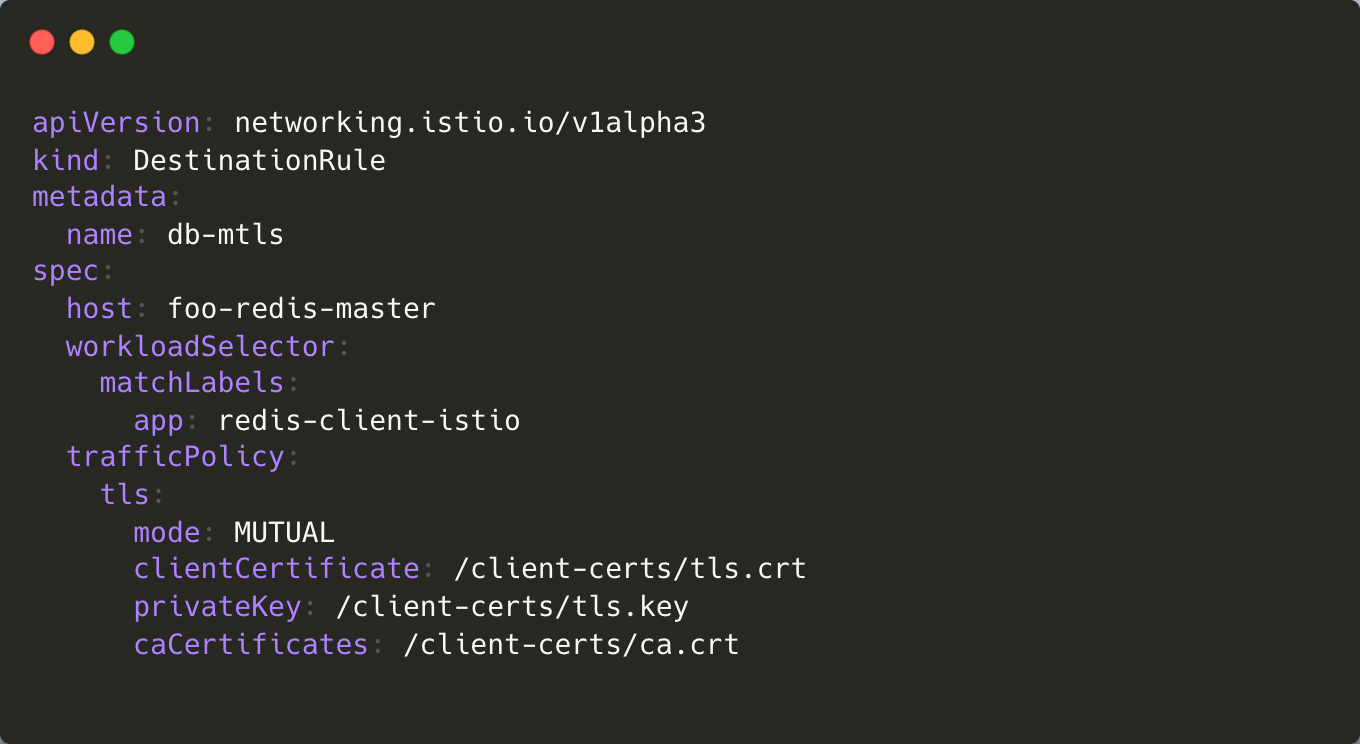 apiVersion: networking.istio.io/v1alpha3
kind: DestinationRule
metadata:
  name: db-mtls
spec:
  host: foo-redis-master
  workloadSelector:
    matchLabels:
      app: redis-client-istio
  trafficPolicy:
    tls:
      mode: MUTUAL
      clientCertificate: /client-certs/tls.crt
      privateKey: /client-certs/tls.key
      caCertificates: /client-certs/ca.crt